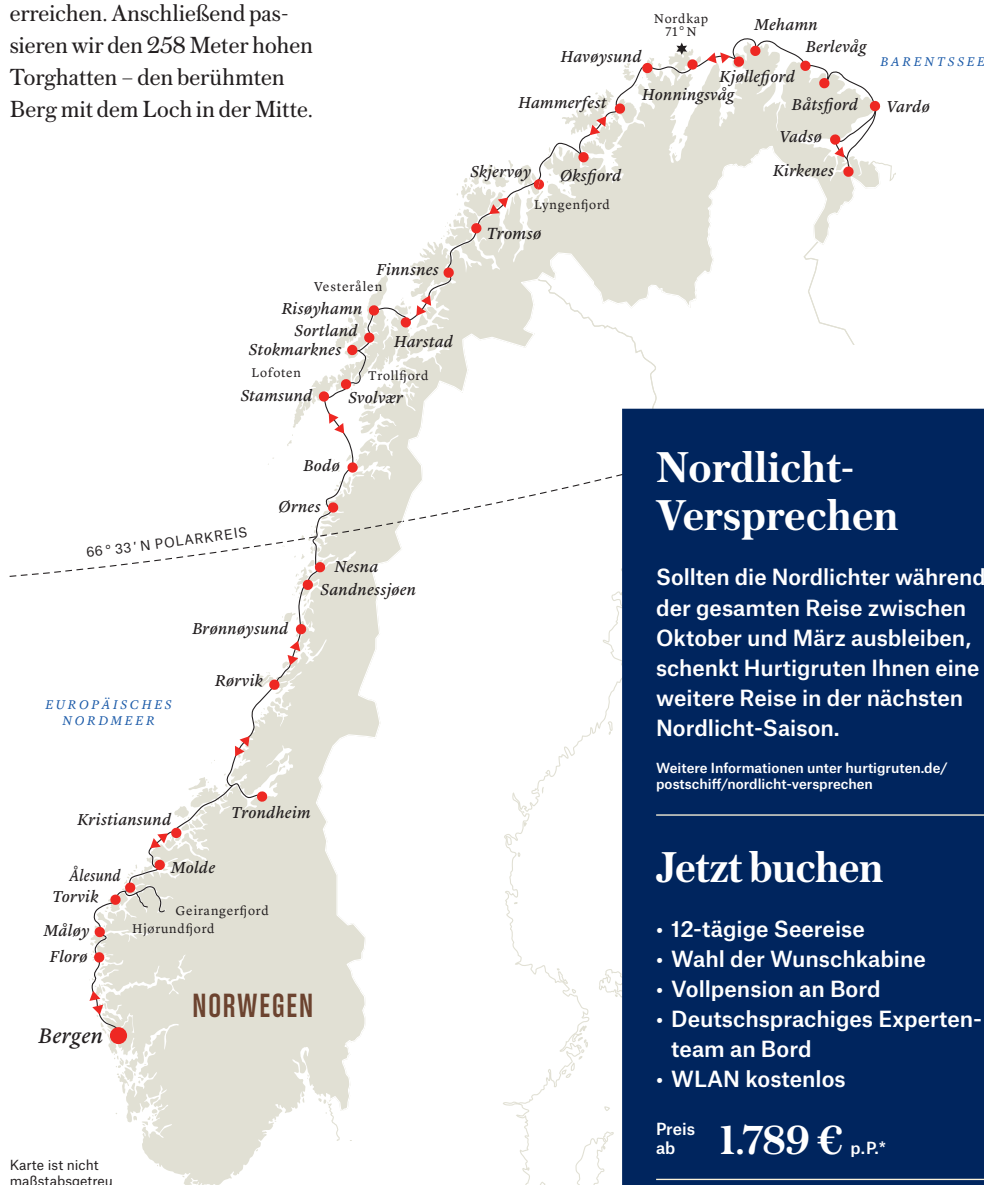 erreichen. Anschließend pas-
sieren wir den 258 Meter hohen
Torghatten – den berühmten
Berg mit dem Loch in der Mitte.
Nordkap
71°N
Mehamn
Berlevåg
BARENTSSEE
Havøysund
Kjøllefjord
Honningsvåg
Hammerfest
Båtsfjord
Vardø
Vadsø
Kirkenes
Skjervøy
Øksfjord
Lyngenfjord
Tromsø
Finnsnes
Vesterålen
Risøyhamn
Sortland
Harstad
Stokmarknes
Lofoten
Trollfjord
Stamsund
Svolvær
Bodø
Ørnes
66° 33' N POLARKREIS
Nesna
Sandnessjøen
Brønnøysund
Rørvik
EUROPÄISCHES
NORDMEER
Trondheim
Kristiansund
Molde
Ålesund
Torvik
Geirangerfjord
Hjørundfjord
Måløy
Florø
NORWEGEN
Bergen
Karte ist nicht
maßstabsgetreu
Nordlicht-
Versprechen
Sollten die Nordlichter während
der gesamten Reise zwischen
Oktober und März ausbleiben,
schenkt Hurtigruten Ihnen eine
weitere Reise in der nächsten
Nordlicht-Saison.
Weitere Informationen unter hurtigruten.de/
postschiff/nordlicht-versprechen
Jetzt buchen
• 12-tägige Seereise
• Wahl der Wunschkabine
• Vollpension an Bord
• Deutschsprachiges Experten-
team an Bord
• WLAN kostenlos
Preis
ab 1.789 € p.P.*